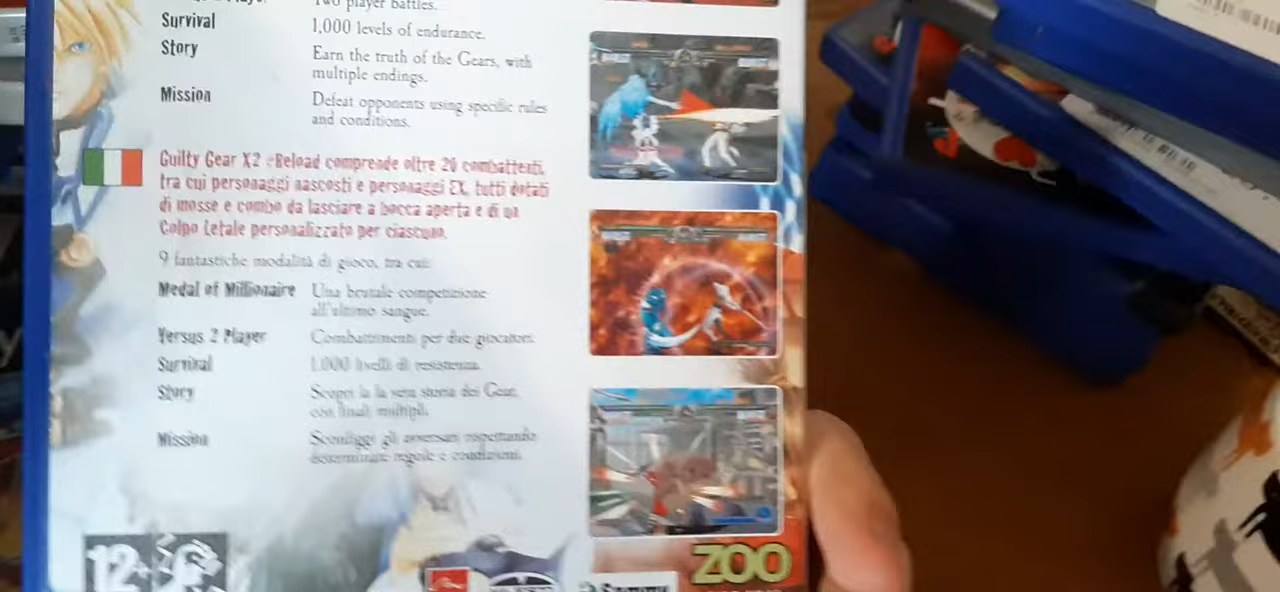 Two player battles.
Survival 1,000 levels of endurance.
Story Earn the truth of the Gears, with
multiple endings.
Mission Defeat opponents using specific rules
and conditions.
Guilty Gear X2 #Reload comprende oltre 20 combattenti,
tra cui personaggi nascosti e personaggi EX, tutti dotati
di mosse e combo da lasciare a bocca aperta e di un
Colpo Letale personalizzato per ciascuno.
9 fantastiche modalità di gioco, tra cui:
Medal of Millionaire Una brutale competizione
all'ultimo sangue.
Versus 2 Player Combattimenti per due giocatori.
Survival 1.000 livelli di resistenza.
Story Scopri la la vera storia dei Gear,
con finali multipli.
Mission Sconfiggi gli avversari rispettando
determinate regole e condizioni.
12+
ZOO
Sammy